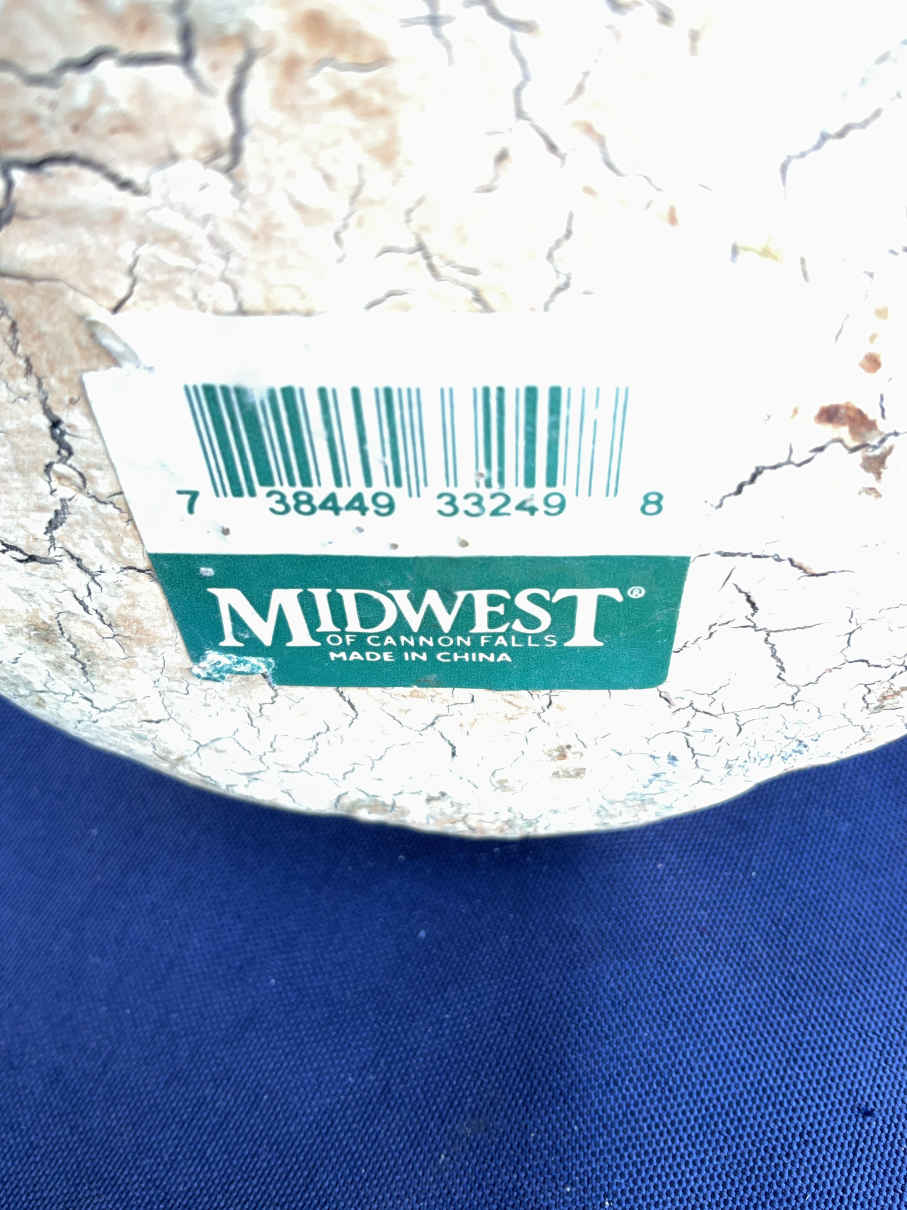 7 38449 33249 8
MIDWEST®
OF CANNON FALLS
MADE IN CHINA